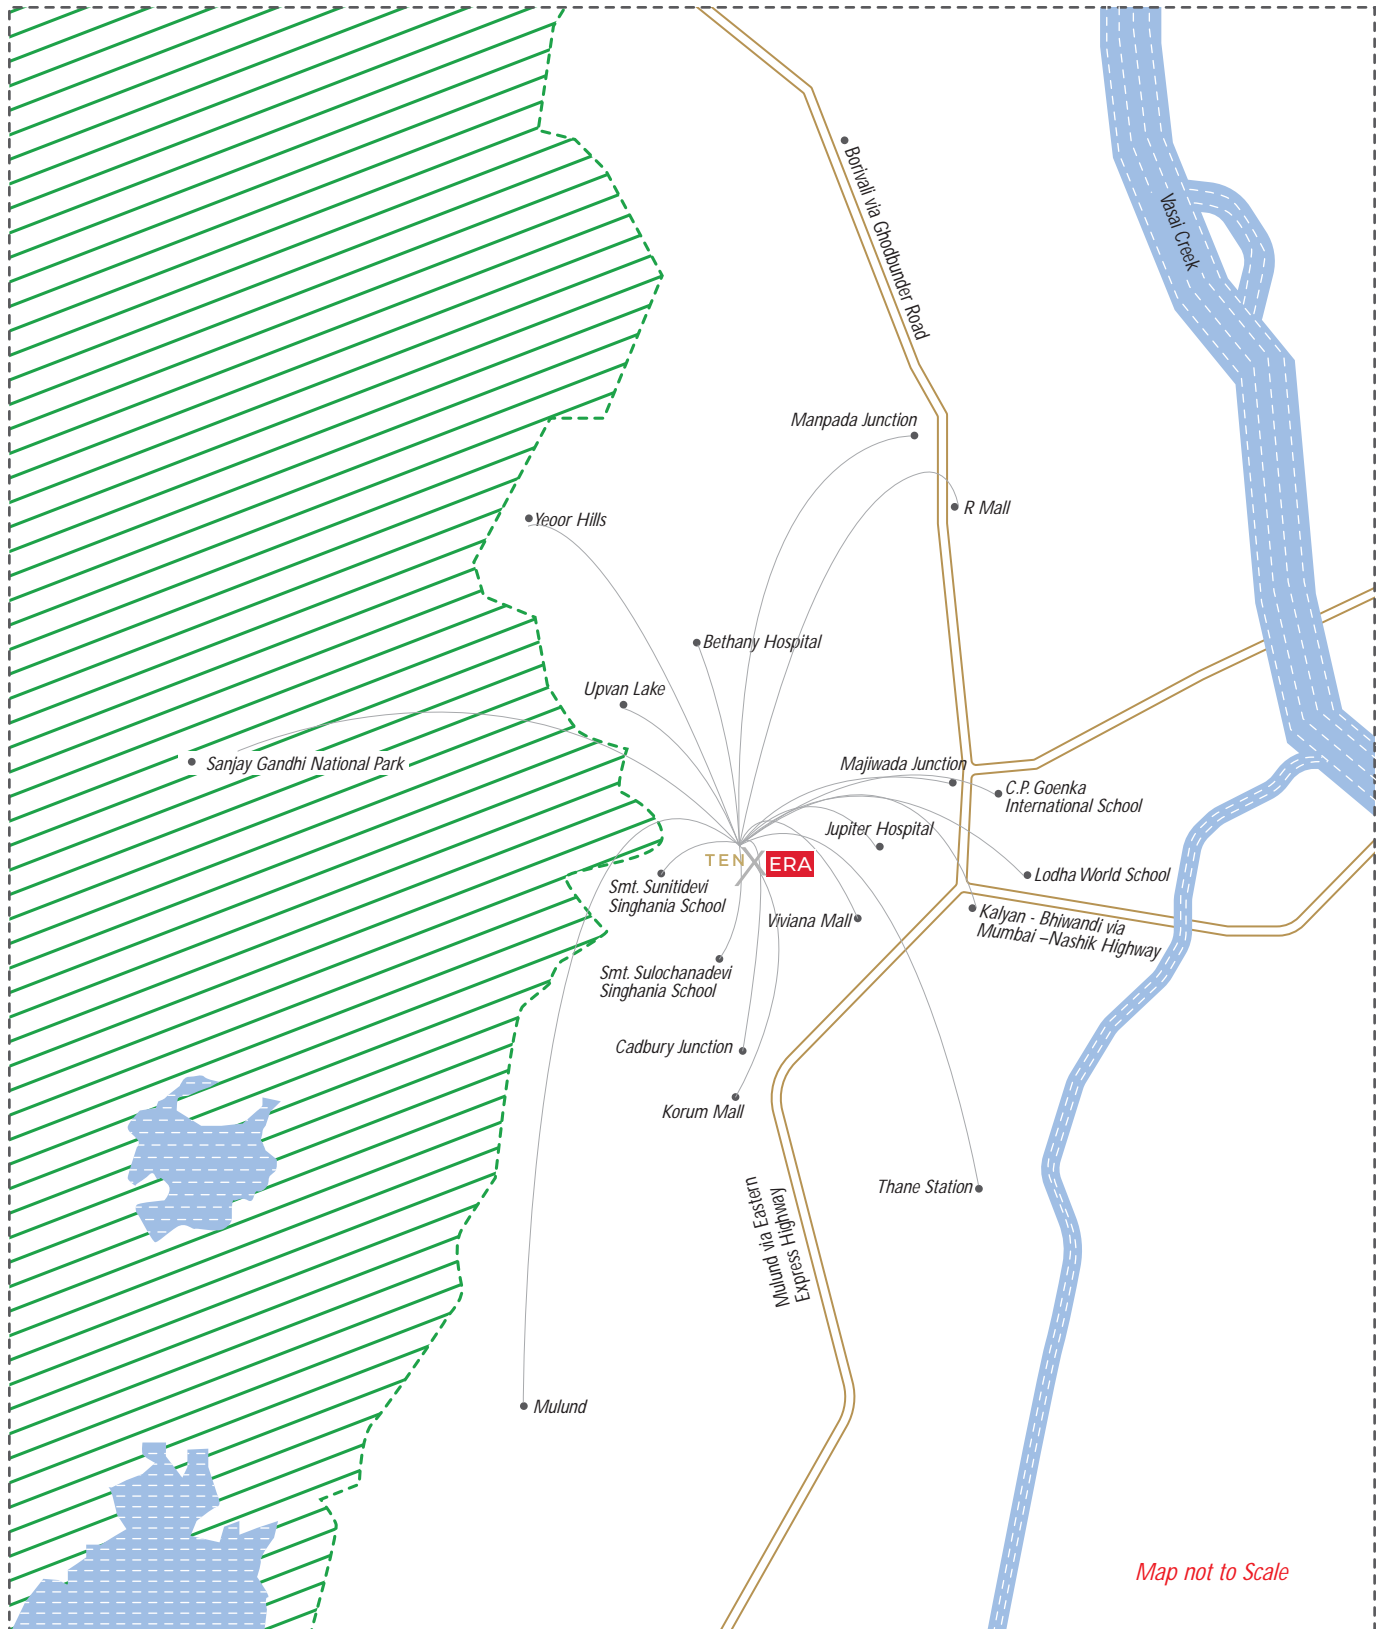 Borivali via Ghodbunder Road
Vasai Creek
Manpada Junction
R Mall
Yeoor Hills
Bethany Hospital
Upvan Lake
Sanjay Gandhi National Park
Majiwada Junction
C.P. Goenka
International School
Jupiter Hospital
TEN X ERA
Lodha World School
Smt. Sunitidevi
Singhania School
Viviana Mall
Kalyan - Bhiwandi via
Mumbai –Nashik Highway
Smt. Sulochanadevi
Singhania School
Cadbury Junction
Korum Mall
Thane Station
Mulund via Eastern
Express Highway
Mulund
Map not to Scale